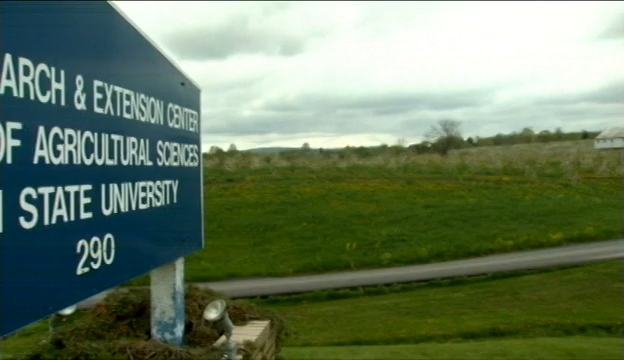 ARCH & EXTENSION CENTER
OF AGRICULTURAL SCIENCES
STATE UNIVERSITY
290